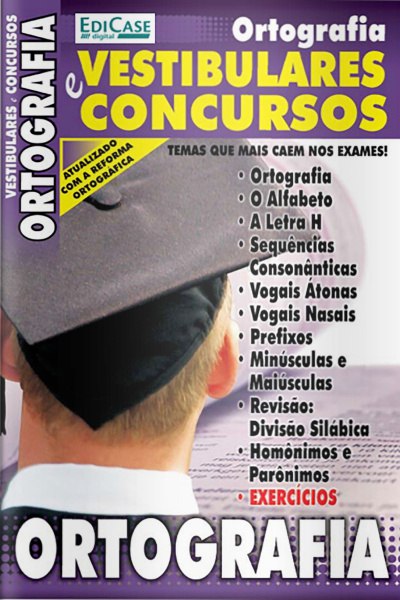 VESTIBULARES e CONCURSOS
ORTOGRAFIA
EDICASE
digital
Ortografia
e VESTIBULARES
CONCURSOS
ATUALIZADO
COM A REFORMA
ORTOGRÁFICA
TEMAS QUE MAIS CAEM NOS EXAMES!
• Ortografia
• O Alfabeto
• A Letra H
• Sequências
Consonânticas
• Vogais Átonas
• Vogais Nasais
• Prefixos
• Minúsculas e
Maiúsculas
• Revisão:
Divisão Silábica
• Homônimos e
Parônimos
• EXERCÍCIOS
ORTOGRAFIA